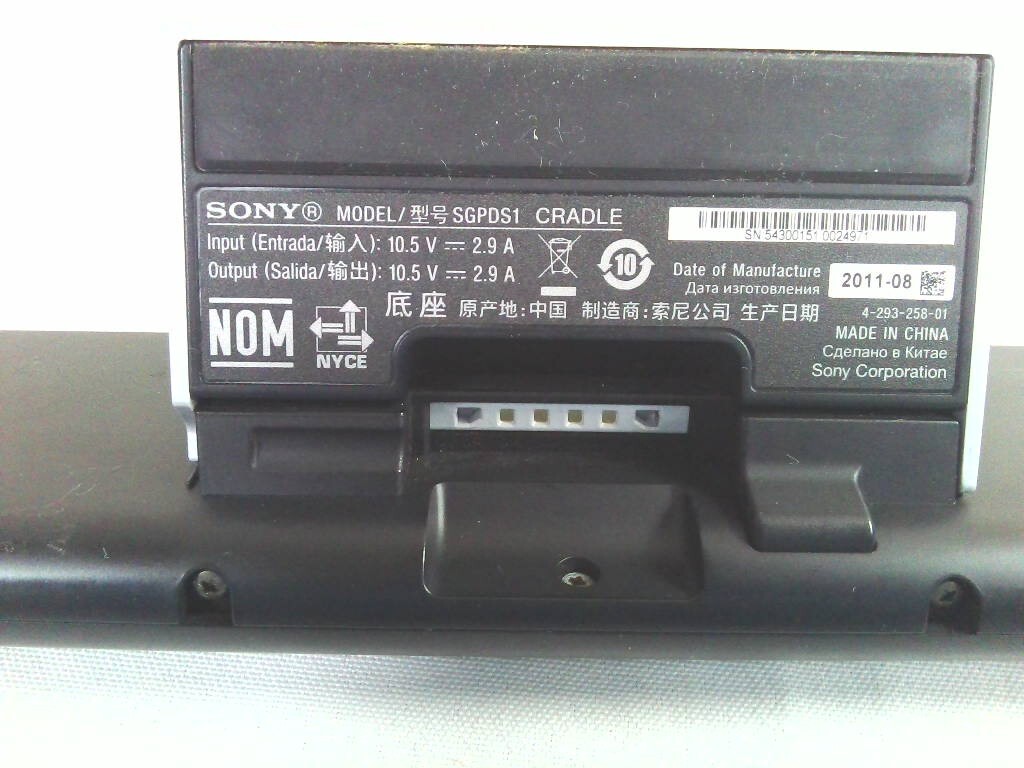 SONY® MODEL/型号 SGPDS1 CRADLE
Input (Entrada/输入): 10.5 V ⎓ 2.9 A
Output (Salida/输出): 10.5 V ⎓ 2.9 A
10
SN 54300151 0024971
Date of Manufacture
Дата изготовления
2011-08
底座 原产地:中国 制造商:索尼公司 生产日期
NOM
NYCE
4-293-258-01
MADE IN CHINA
Сделано в Китае
Sony Corporation